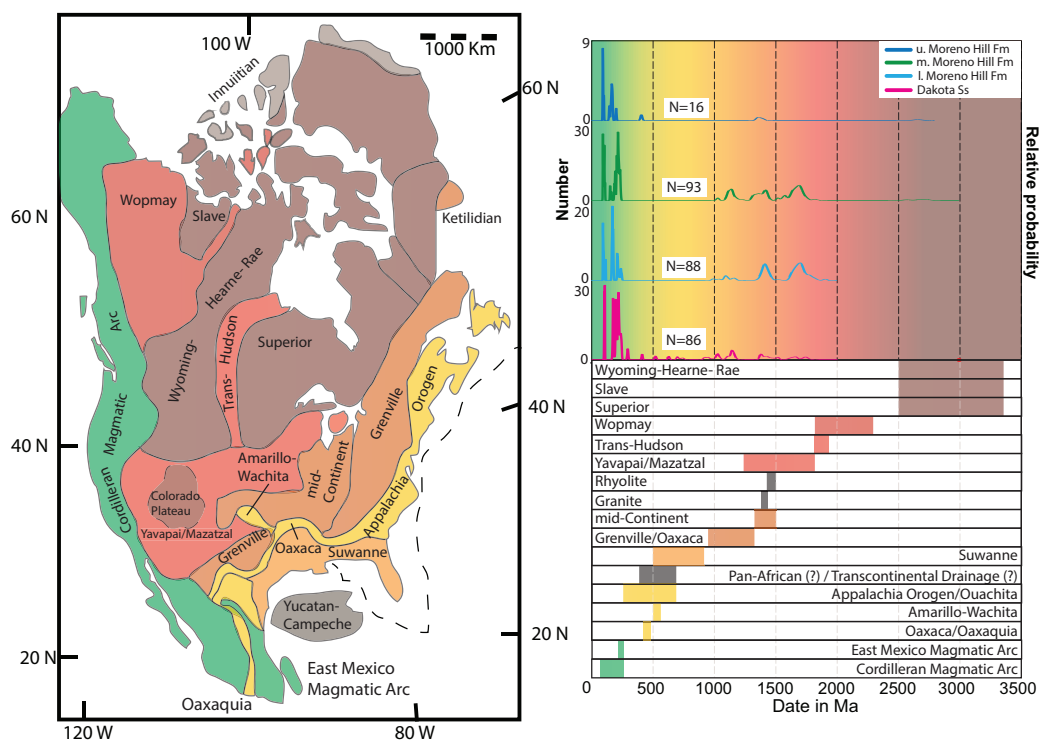 100 W
1000 Km
60 N
Innuiitian
Wopmay
Slave
60 N
Ketilidian
Hearne- Rae
Arc
Trans- Hudson
Superior
Wyoming-
Magmatic
Grenville
Orogen
40 N
40 N
Amarillo-
Wachita
mid-
Continent
Cordilleran
Colorado
Plateau
Appalachia
Yavapai/Mazatzal
Grenville
Oaxaca
Suwanne
Yucatan-
Campeche
20 N
20 N
East Mexico
Magmatic Arc
Oaxaquia
120 W
80 W
9
u. Moreno Hill Fm
m. Moreno Hill Fm
l. Moreno Hill Fm
Dakota Ss
N=16
0
30
N=93
0
20
N=88
0
30
N=86
0
Number
Relative probability
Wyoming-Hearne- Rae
Slave
Superior
Wopmay
Trans-Hudson
Yavapai/Mazatzal
Rhyolite
Granite
mid-Continent
Grenville/Oaxaca
Suwanne
Pan-African (?) / Transcontinental Drainage (?)
Appalachia Orogen/Ouachita
Amarillo-Wachita
Oaxaca/Oaxaquia
East Mexico Magmatic Arc
Cordilleran Magmatic Arc
0 500 1000 1500 2000 2500 3000 3500
Date in Ma